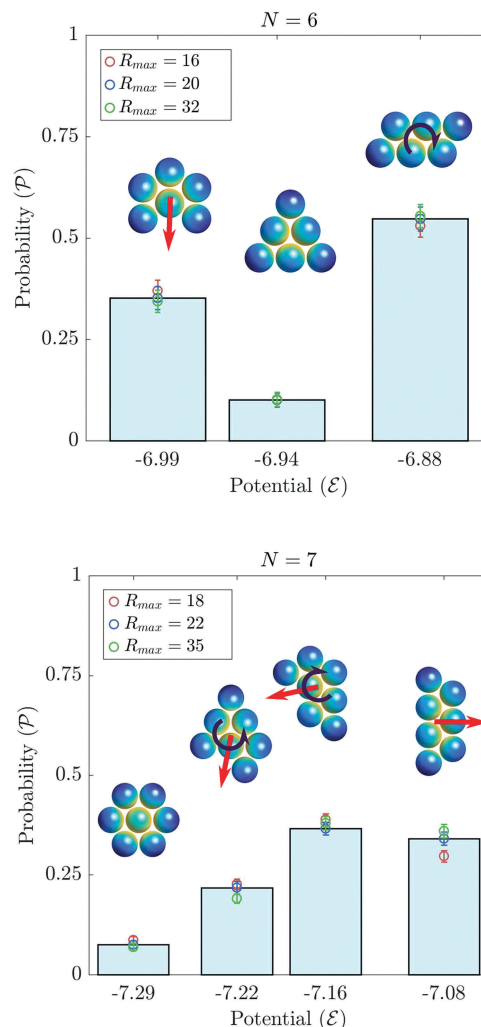 N = 6
1
R_max = 16
R_max = 20
R_max = 32
0.75
Probability (𝒫)
0.5
0.25
0
-6.99 -6.94 -6.88
Potential (ℰ)
N = 7
1
R_max = 18
R_max = 22
R_max = 35
0.75
Probability (𝒫)
0.5
0.25
0
-7.29 -7.22 -7.16 -7.08
Potential (ℰ)